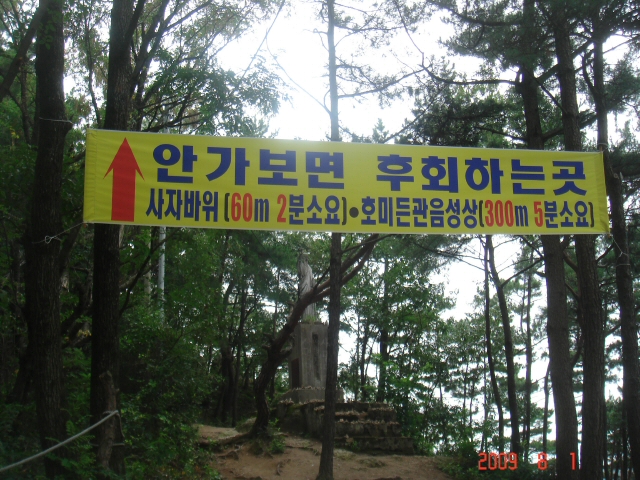 안가보면 후회하는곳
사자바위(60m 2분소요)•호미든관음성상(300m 5분소요)
2009 8 1